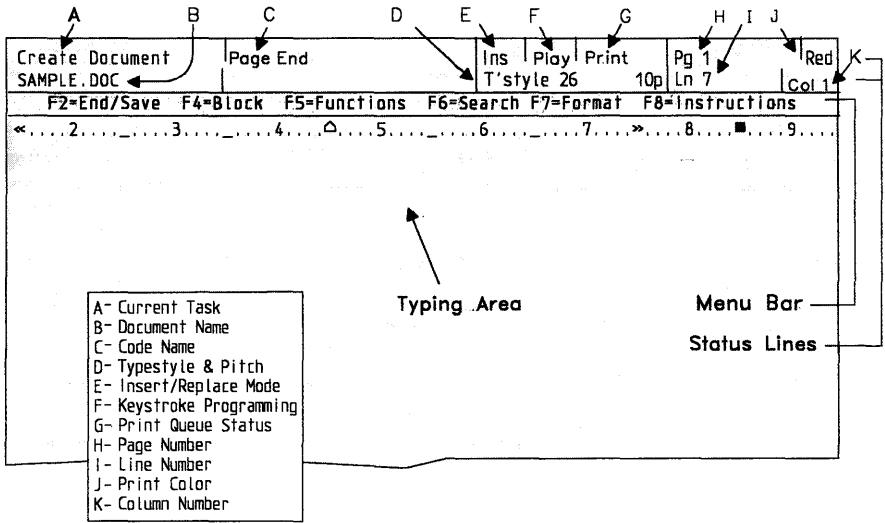 A B C D E F G H I J K
Create Document Page End Ins Play Print Pg 1 Red
SAMPLE.DOC T'style 26 10p Ln 7 Col 1
F2=End/Save F4=Block F5=Functions F6=Search F7=Format F8=Instructions
«....2...._....3...._....4....⌂....5...._....6...._....7....»....8....■....9....
Typing Area
Menu Bar
Status Lines
A- Current Task
B- Document Name
C- Code Name
D- Typestyle & Pitch
E- Insert/Replace Mode
F- Keystroke Programming
G- Print Queue Status
H- Page Number
I- Line Number
J- Print Color
K- Column Number